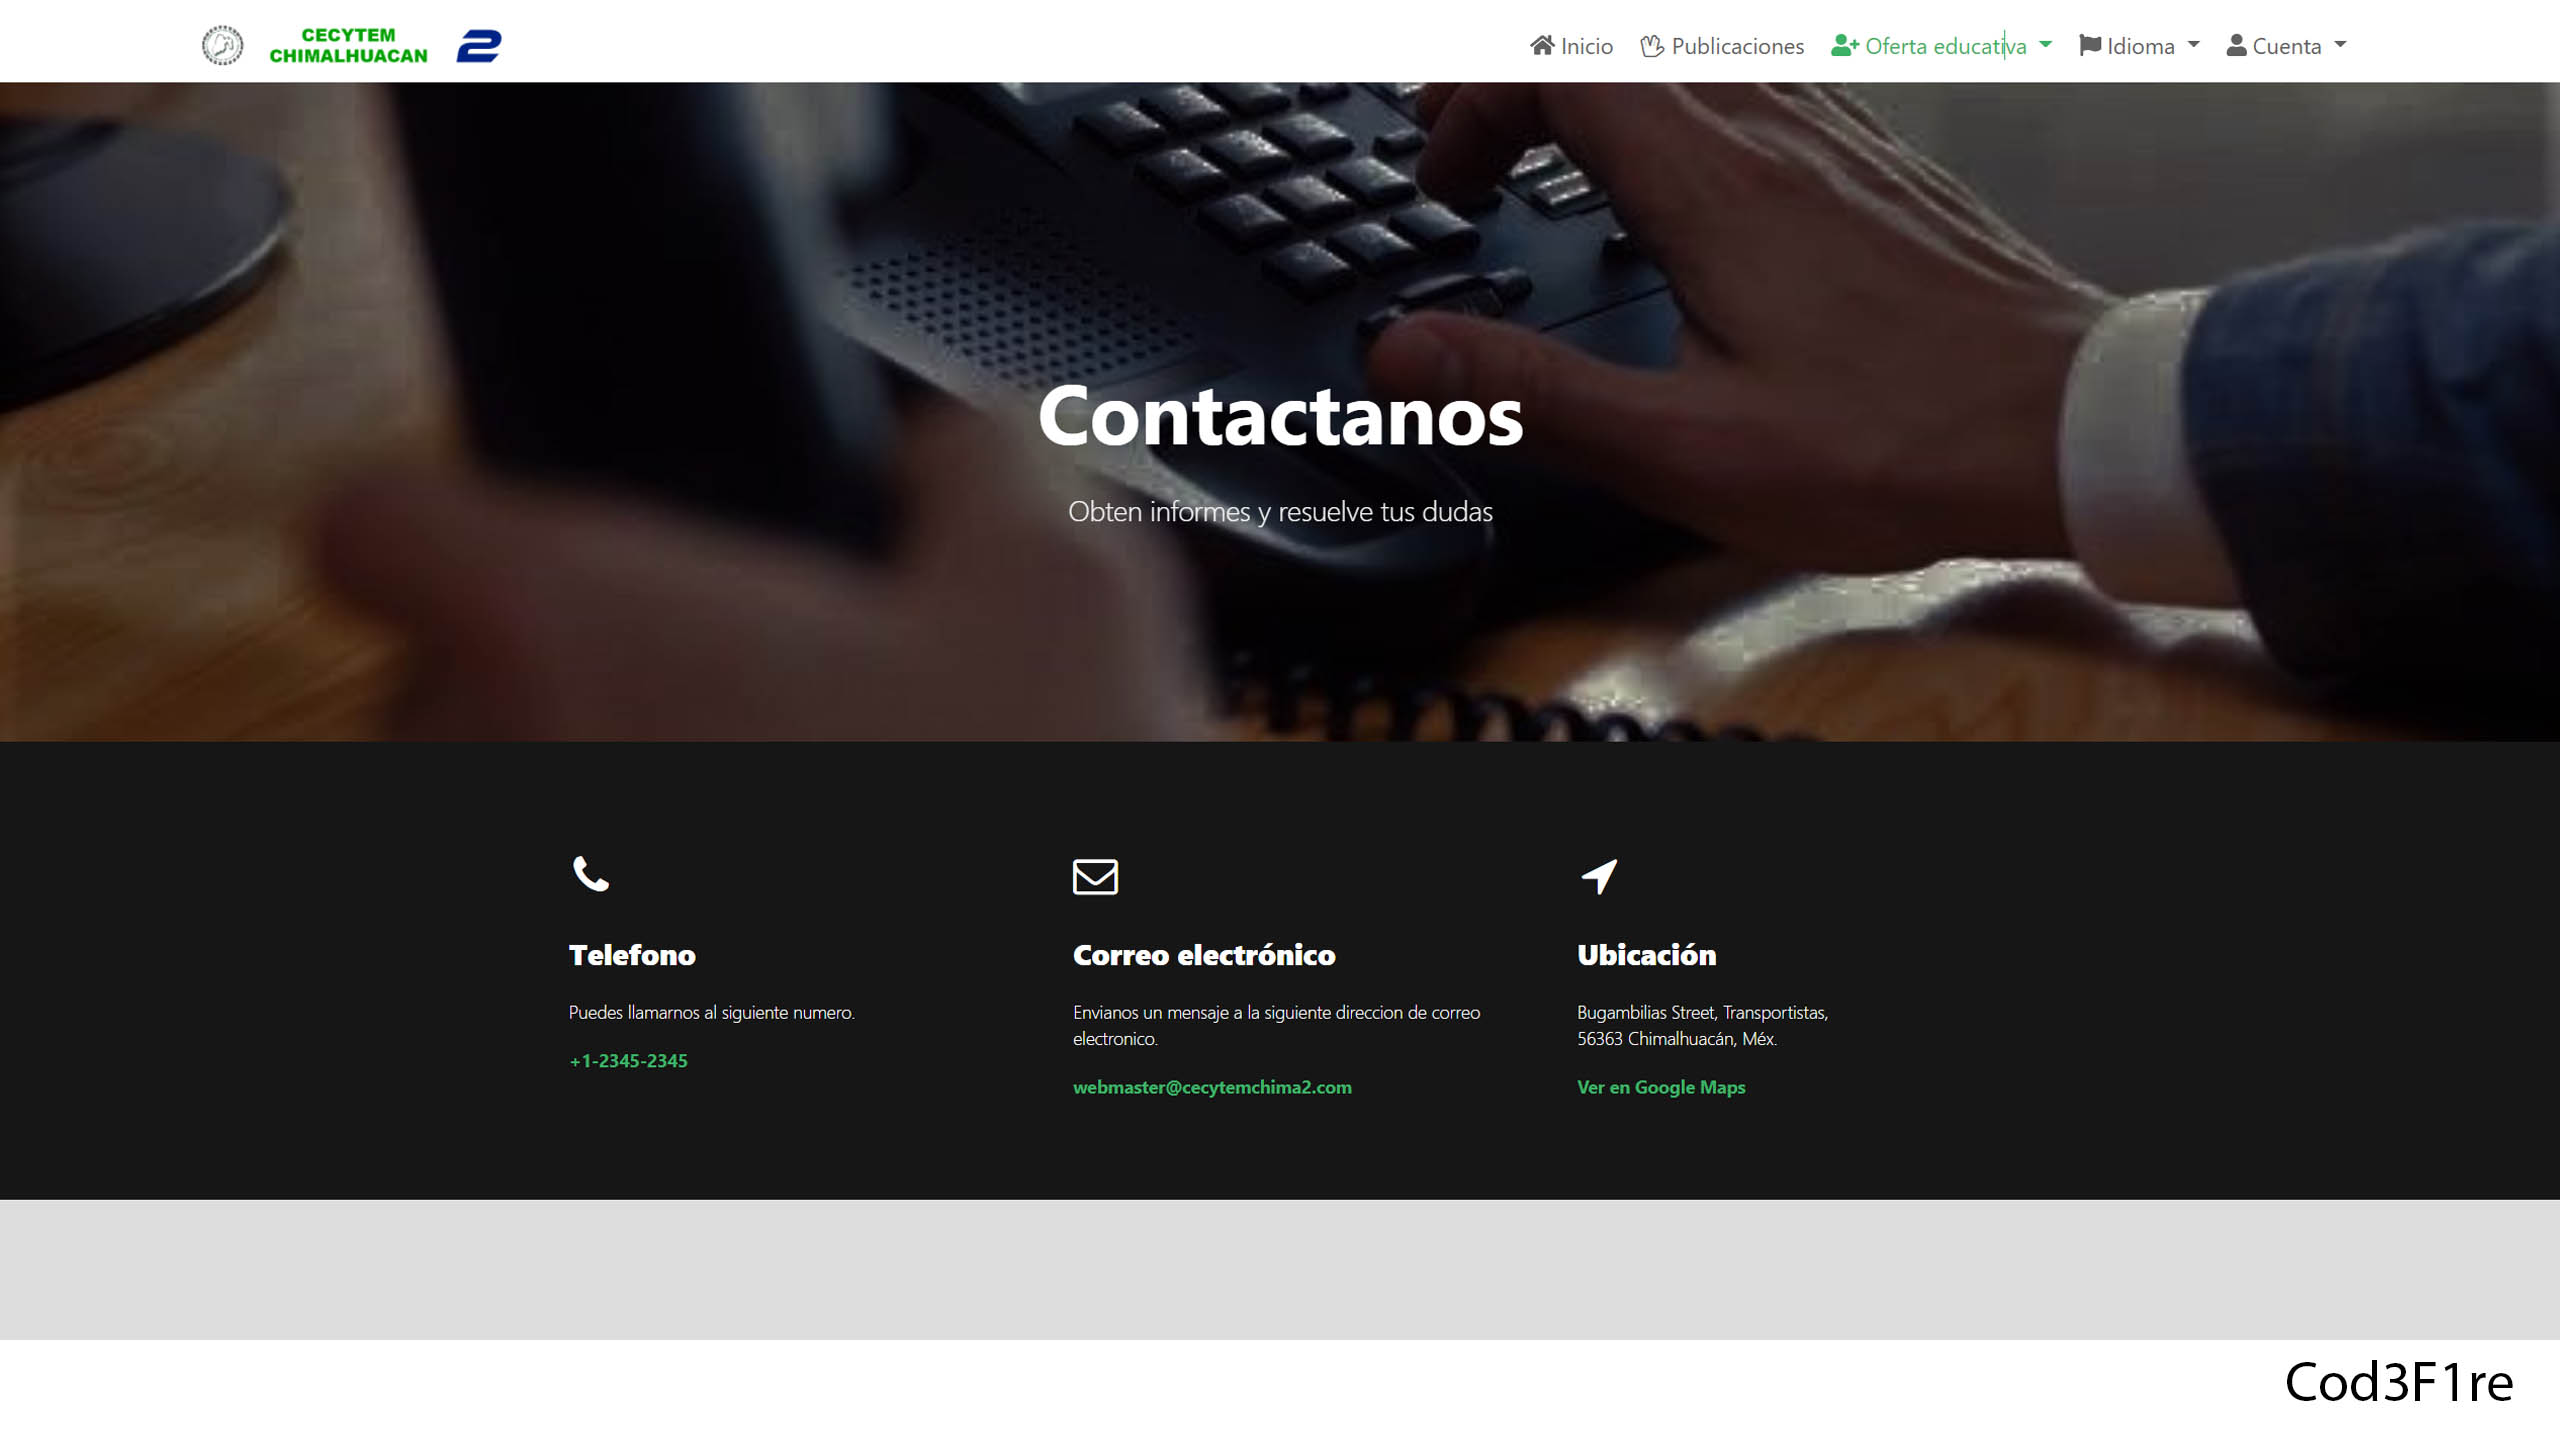 CECYTEM
CHIMALHUACAN
2
Inicio
Publicaciones
Oferta educativa
Idioma
Cuenta
Contactanos
Obten informes y resuelve tus dudas
Telefono
Puedes llamarnos al siguiente numero.
+1-2345-2345
Correo electrónico
Envianos un mensaje a la siguiente direccion de correo
electronico.
webmaster@cecytemchima2.com
Ubicación
Bugambilias Street, Transportistas,
56363 Chimalhuacán, Méx.
Ver en Google Maps
Cod3F1re